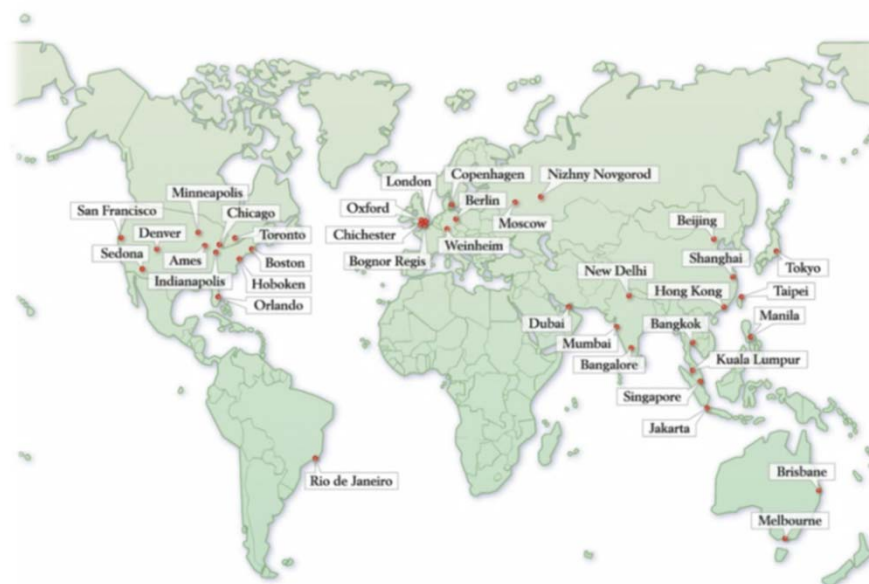 London
Copenhagen
Nizhny Novgorod
Minneapolis
Oxford
Berlin
San Francisco
Chicago
Beijing
Denver
Toronto
Chichester
Moscow
Sedona
Ames
Boston
Weinheim
Shanghai
Tokyo
Bognor Regis
Indianapolis
Hoboken
New Delhi
Hong Kong
Taipei
Orlando
Dubai
Bangkok
Manila
Mumbai
Bangalore
Kuala Lumpur
Singapore
Jakarta
Rio de Janeiro
Brisbane
Melbourne